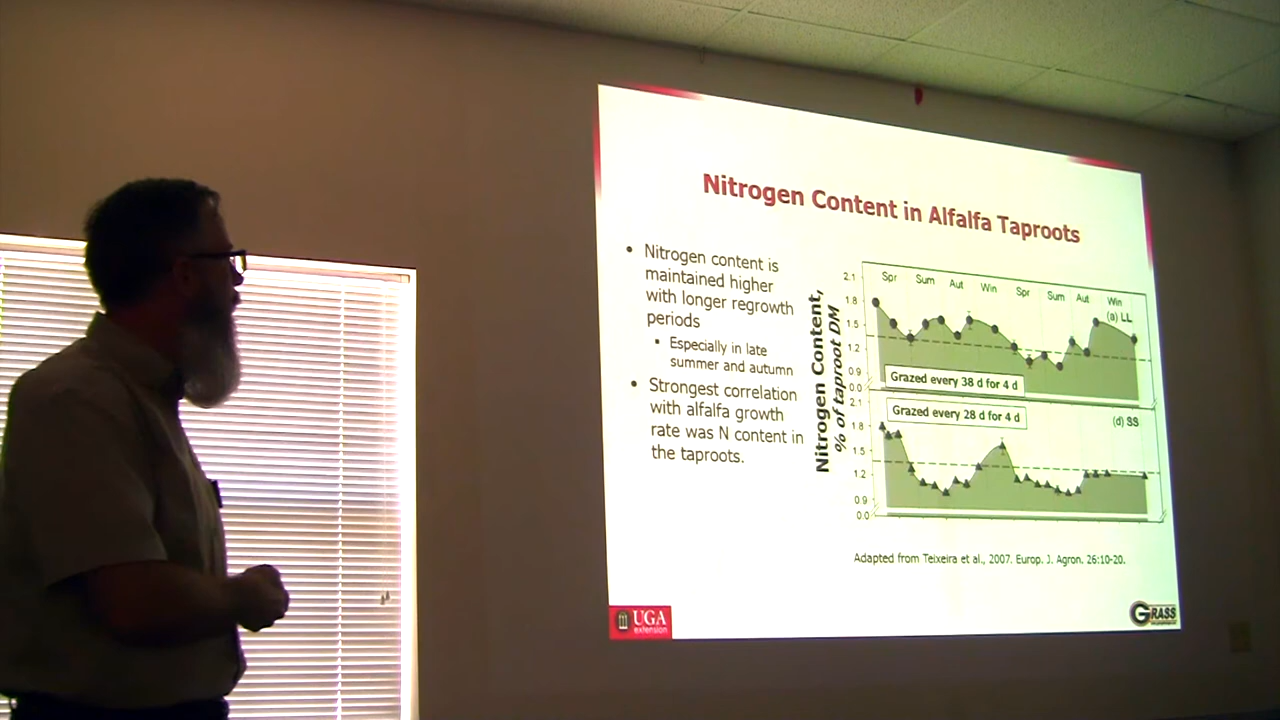 Nitrogen Content in Alfalfa Taproots
• Nitrogen content is
maintained higher
with longer regrowth
periods
• Especially in late
summer and autumn
• Strongest correlation
with alfalfa growth
rate was N content in
the taproots.
Nitrogen Content,
% of taproot DM
Spr Sum Aut Win Spr Sum Aut Win
(a) LL
2.1
1.8
1.5
1.2
0.9
0.0
Grazed every 38 d for 4 d
2.1
1.8
1.5
1.2
0.9
0.0
Grazed every 28 d for 4 d
(d) SS
Adapted from Teixeira et al., 2007. Europ. J. Agron. 26:10-20.
UGA
extension
GRASS